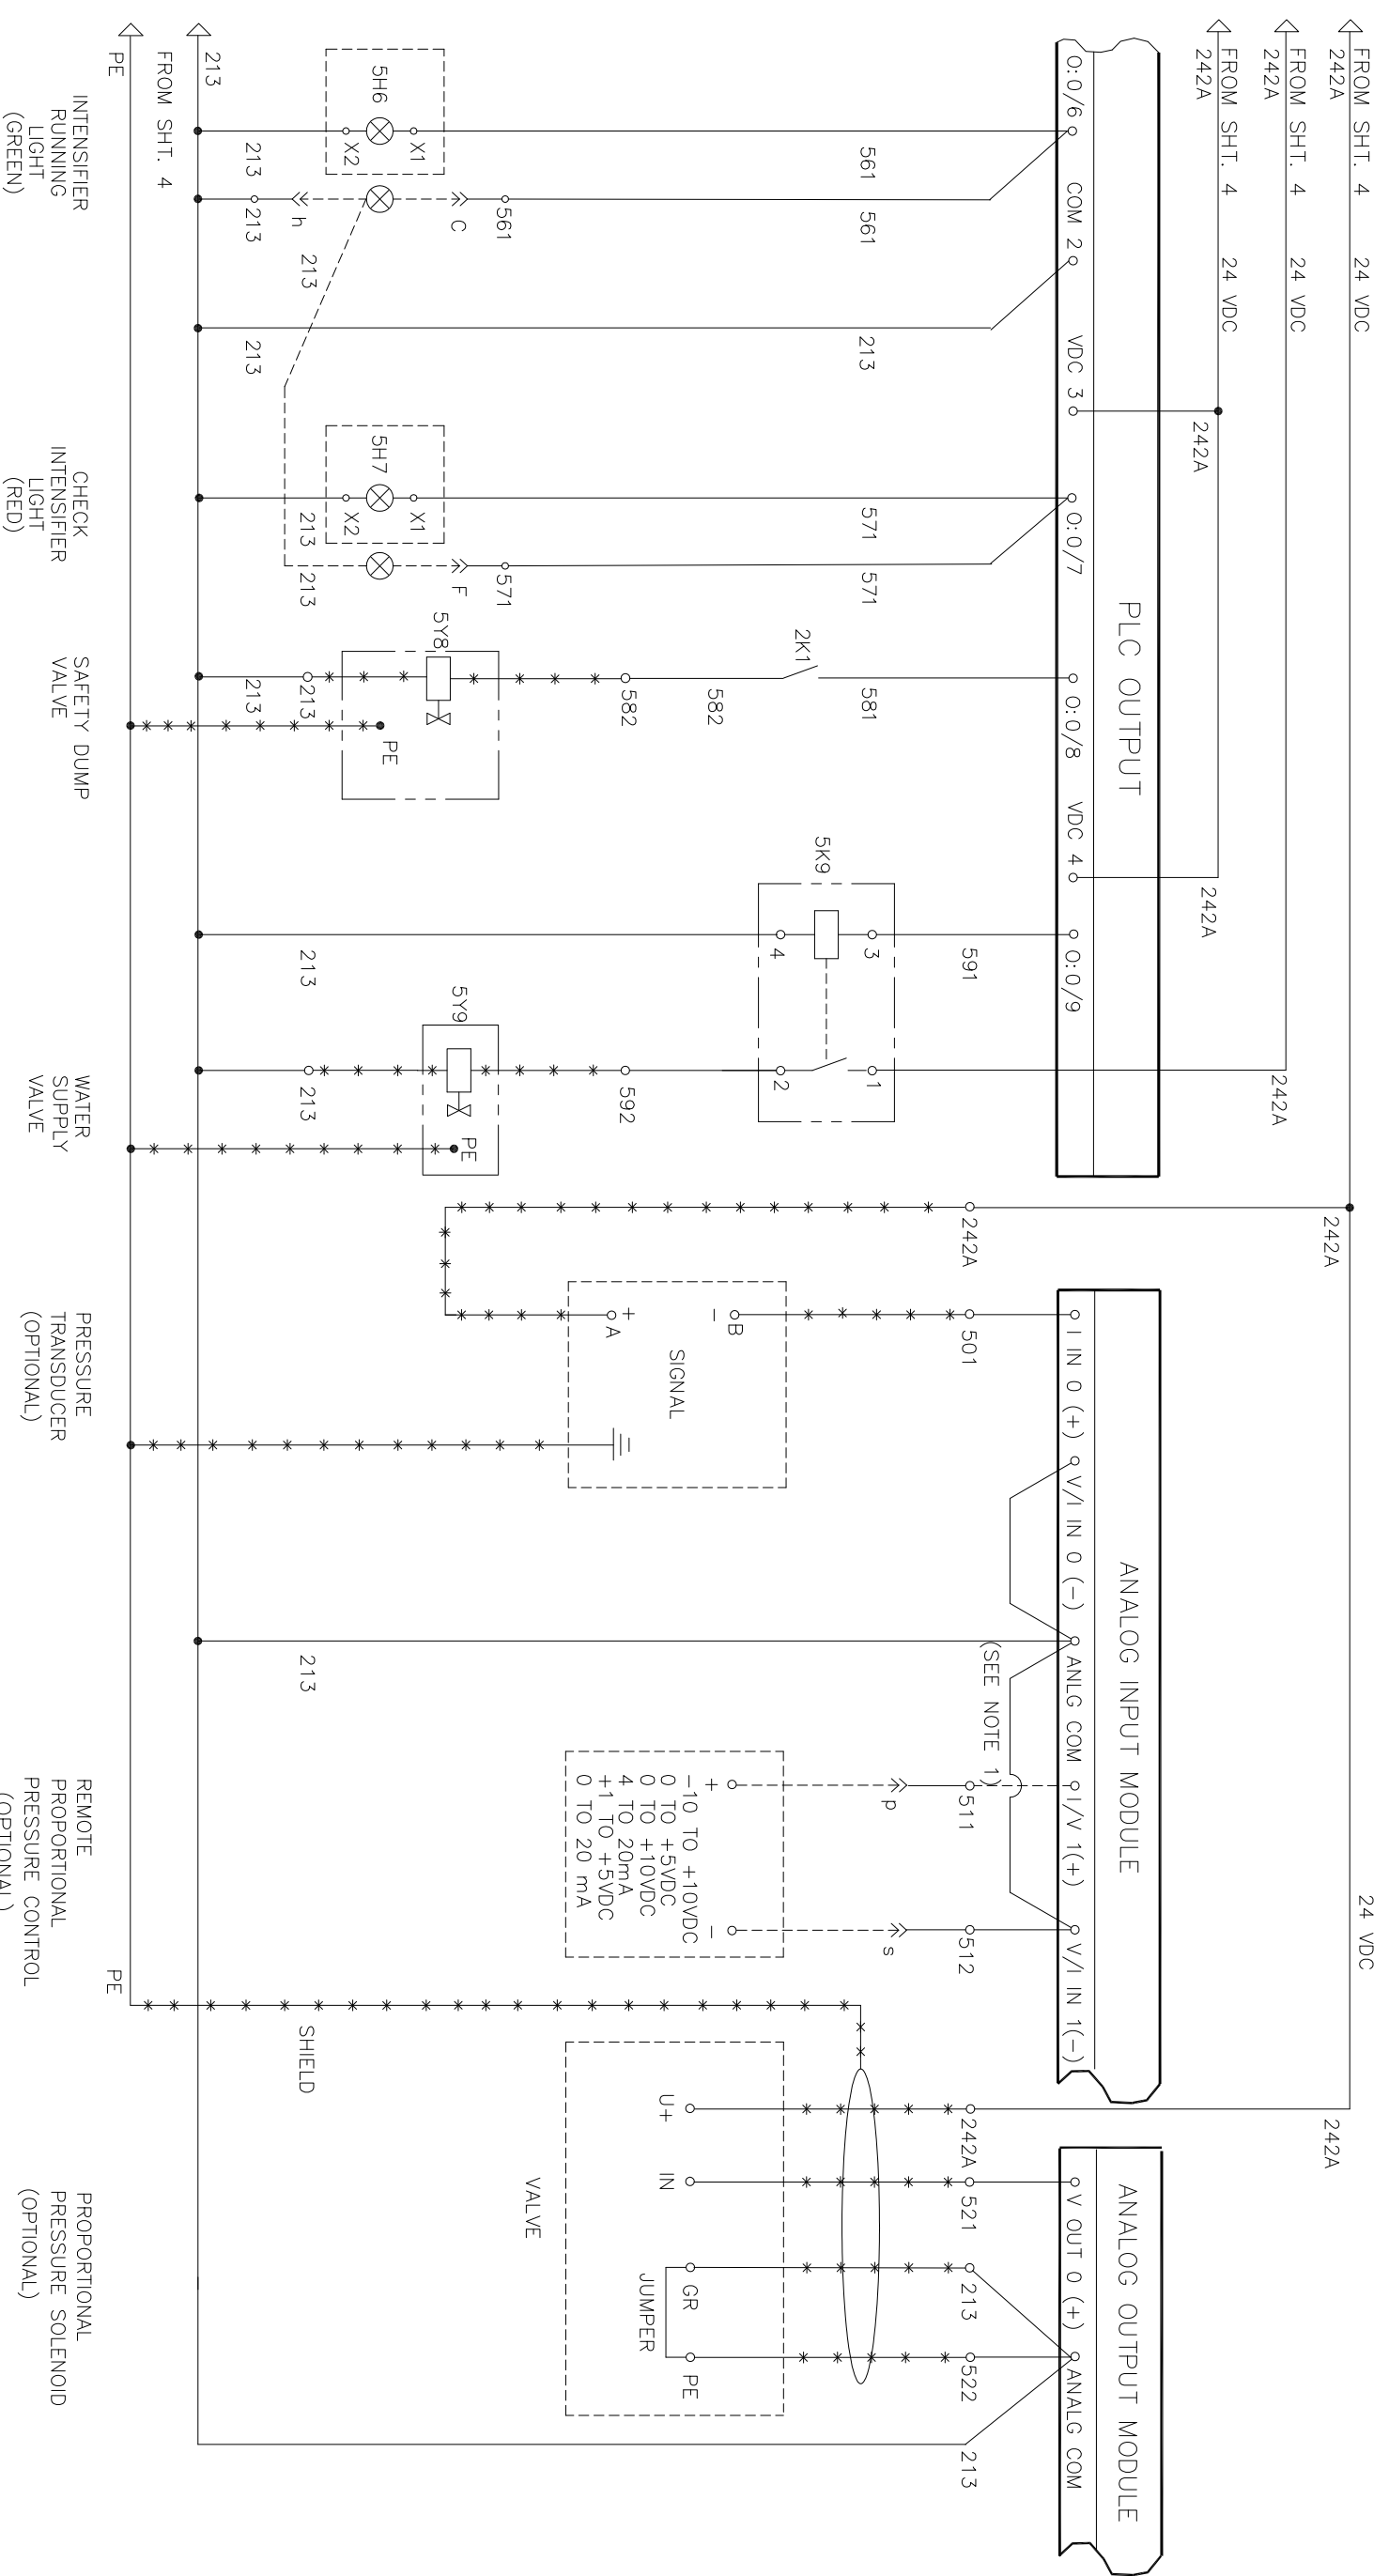 FROM SHT. 4
24 VDC
242A
24 VDC
242A
242A
FROM SHT. 4
24 VDC
242A
242A
FROM SHT. 4
24 VDC
242A
242A
242A
PLC OUTPUT
O:0/6
COM 2
VDC 3
O:0/7
O:0/8
VDC 4
O:0/9
ANALOG INPUT MODULE
I IN 0 (+)
V/I IN 0 (−)
ANLG COM
I/V 1(+)
V/I IN 1(−)
ANALOG OUTPUT MODULE
V OUT 0 (+)
ANALG COM
561
561
213
571
571
581
2K1
582
582
591
5K9
3
4
1
2
592
242A
501
(SEE NOTE 1)
511
512
p
s
242A
521
213
522
213
5H6
X1
X2
C
561
h
213
213
213
213
213
5H7
X1
X2
F
571
213
213
5Y8
PE
213
213
213
5Y9
PE
213
− B
+ A
SIGNAL
213
+
−
−10 TO +10VDC
0 TO +5VDC
0 TO +10VDC
4 TO 20mA
+1 TO +5VDC
0 TO 20 mA
SHIELD
U+
IN
GR
PE
JUMPER
VALVE
213
FROM SHT. 4
PE
PE
INTENSIFIER
RUNNING
LIGHT
(GREEN)
CHECK
INTENSIFIER
LIGHT
(RED)
SAFETY DUMP
VALVE
WATER
SUPPLY
VALVE
PRESSURE
TRANSDUCER
(OPTIONAL)
REMOTE
PROPORTIONAL
PRESSURE CONTROL
(OPTIONAL)
PROPORTIONAL
PRESSURE SOLENOID
(OPTIONAL)